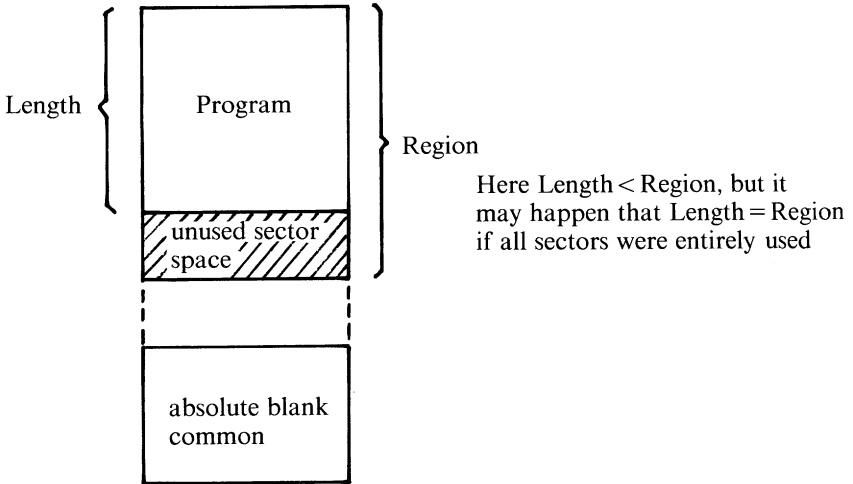 Length
Program
Region
Here Length < Region, but it
may happen that Length = Region
if all sectors were entirely used
unused sector
space
absolute blank
common